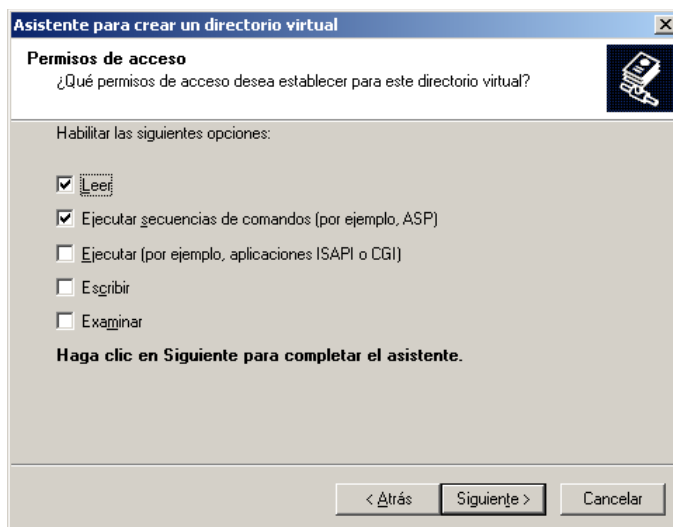 Asistente para crear un directorio virtual
Permisos de acceso
¿Qué permisos de acceso desea establecer para este directorio virtual?
Habilitar las siguientes opciones:
Leer
Ejecutar secuencias de comandos (por ejemplo, ASP)
Ejecutar (por ejemplo, aplicaciones ISAPI o CGI)
Escribir
Examinar
Haga clic en Siguiente para completar el asistente.
< Atrás Siguiente > Cancelar